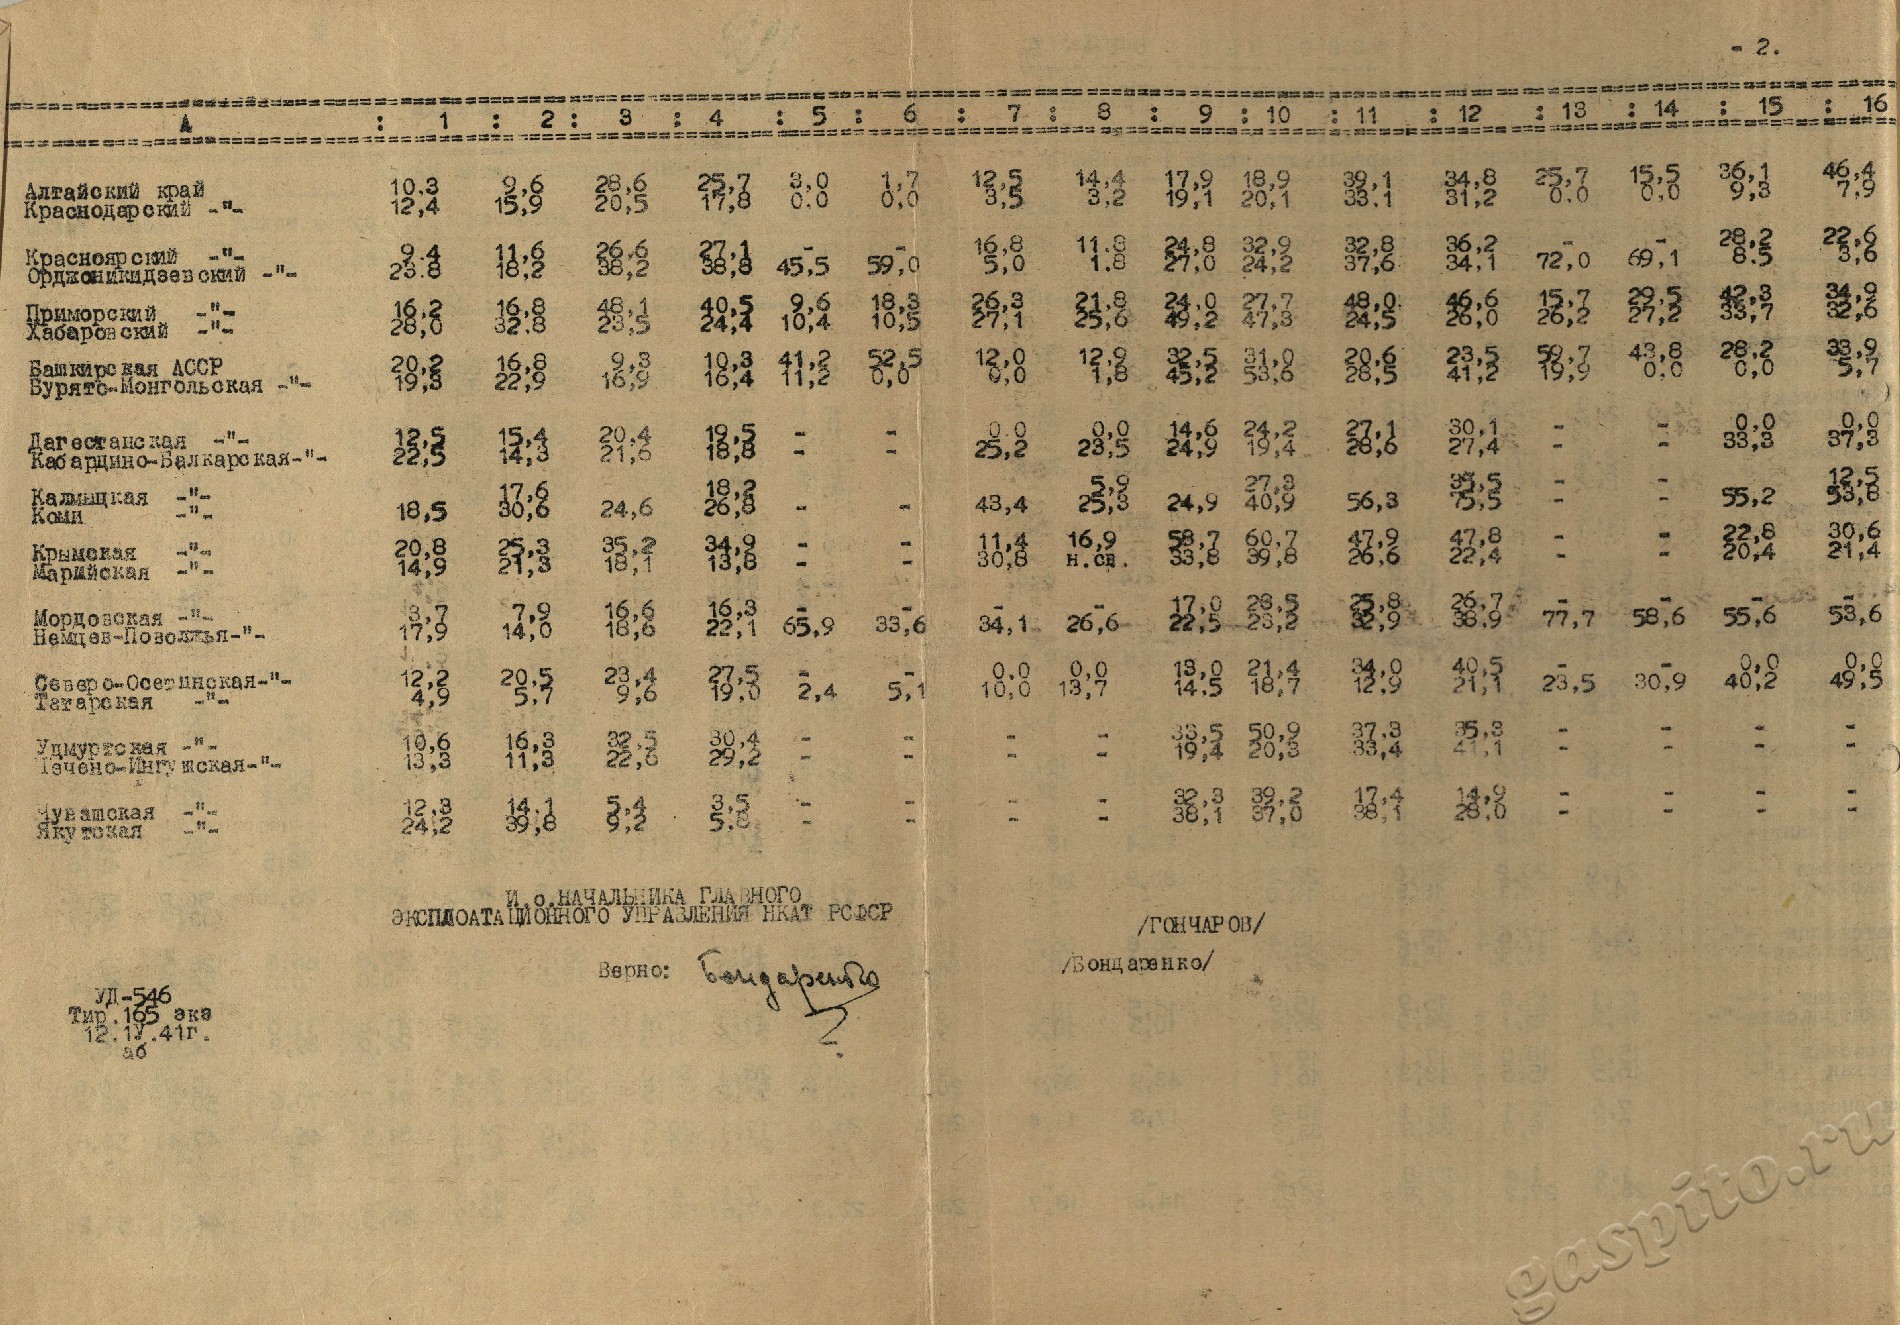 - 2.
А : 1 : 2 : 3 : 4 : 5 : 6 : 7 : 8 : 9 : 10 : 11 : 12 : 13 : 14 : 15 : 16
Алтайский край 10,3 9,6 28,6 25,7 3,0 1,7 12,5 14,4 17,9 18,9 39,1 34,8 25,7 15,5 36,1 46,4
Краснодарский -"- 12,4 15,9 20,5 17,8 0.0 0,0 3,5 3,2 19,1 20,1 33.1 31,2 0.0 0,0 9,3 7,9
Красноярский -"- 9.4 11,6 26,6 27,1 - - 16,8 11.8 24,8 32,9 32,8 36,2 - - 28,2 22,6
Орджоникидзевский -"- 23.8 18,2 38,2 38,8 45,5 59,0 5,0 1.8 27,0 24,2 37,6 34,1 72,0 69,1 8.5 3,6
Приморский -"- 16,2 16,8 48,1 40,5 9,6 18,3 26,3 21,8 24.0 27,7 48,0 46,6 15,7 29,5 42,3 34,9
Хабаровский -"- 28,0 32.8 23,5 24,4 10,4 10,5 27,1 25,6 49,2 47,3 24,5 26,0 26,2 27,2 33,7 32,6
Башкирская АССР 20,2 16,8 9,3 10,3 41,2 52,5 12,0 12,9 32,5 31,0 20,6 23,5 59,7 43,8 28,2 33,9
Бурято-Монгольская -"- 19,3 22,9 16,9 16,4 11,2 0,0 0,0 1,8 45,2 53,6 28,5 41,2 19,9 0.0 0,0 5,7
Дагестанская -"- 12,5 15,4 20,4 19,5 - - 0.0 0,0 14,6 24,2 27,1 30,1 - - 0.0 0,0
Кабардино-Балкарская-"- 22,5 14,3 21,6 18,8 - - 25,2 23,5 24,9 19,4 28,6 27,4 - - 33,3 37,3
Калмыцкая -"- 17,6 18,2 5,9 27,3 35,5 - - 12,5
Коми -"- 18,5 30,6 24,6 26,8 - - 43,4 25,3 24,9 40,9 56,3 75,5 - - 55,2 53,8
Крымская -"- 20,8 25,3 35,2 34,9 - - 11,4 16,9 58,7 60,7 47,9 47,8 - - 22,8 30,6
Марийская -"- 14,9 21,3 18,1 13,8 - - 30,8 н.св. 33,8 39,8 26,6 22,4 - - 20,4 21,4
Мордовская -"- 3,7 7,9 16,6 16,3 - - - - 17,0 23,5 25,8 26,7 - - - -
Немцев-Поволжья-"- 17,9 14,0 18,6 22,1 65,9 33,6 34,1 26,6 22,5 23,2 32,9 38,9 77,7 58,6 55,6 53,6
Северо-Осетинская-"- 12,2 20,5 23,4 27,5 - - 0.0 0,0 13,0 21,4 34,0 40,5 - - 0,0 0,0
Татарская -"- 4,9 5,7 9,6 19,0 2,4 5,1 10,0 13,7 14.5 18,7 12,9 21,1 23,5 30,9 40,2 49,5
Удмуртская -"- 10,6 16,3 32,5 30,4 - - - - 33,5 50,9 37,3 35,3 - - - -
Чечено-Ингушская-"- 13,3 11,3 22,6 29,2 - - - - 19,4 20,3 33,4 41,1 - - - -
Чувашская -"- 12,3 14.1 5,4 3,5 - - - - 32,3 39,2 17,4 14,9 - - - -
Якутская -"- 24,2 39,8 9,2 5.8 - - - - 38,1 37,0 38,1 28,0 - - - -
И.о.НАЧАЛЬНИКА ГЛАВНОГО
ЭКСПЛОАТАЦИОННОГО УПРАВЛЕНИЯ НКАТ РСФСР /ГОНЧАРОВ/
Верно: Бондаренко /Бондаренко/
УД-546
Тир.165 экз
12.1У.41г.
аб
gaspito.ru